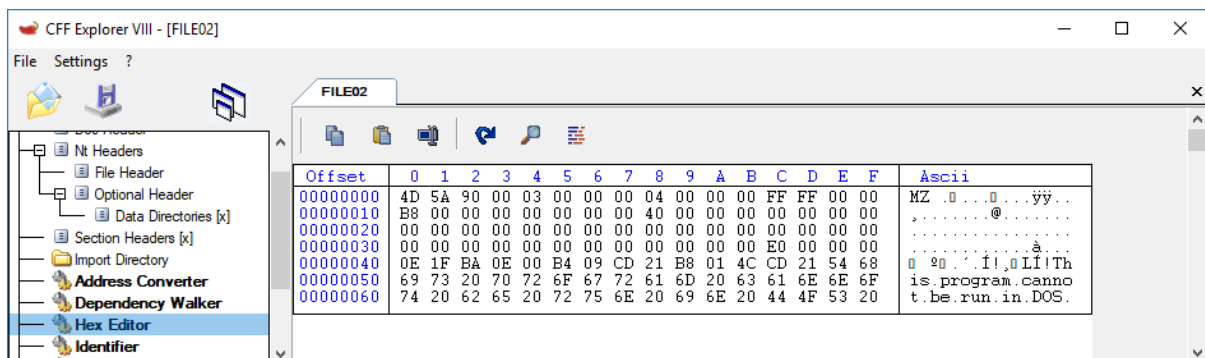 CFF Explorer VIII - [FILE02]
File Settings ?
FILE02
Nt Headers
File Header
Optional Header
Data Directories [x]
Section Headers [x]
Import Directory
Address Converter
Dependency Walker
Hex Editor
Identifier
Offset 0 1 2 3 4 5 6 7 8 9 A B C D E F Ascii
00000000 4D 5A 90 00 03 00 00 00 04 00 00 00 FF FF 00 00 MZ .▯...▯...ÿÿ..
00000010 B8 00 00 00 00 00 00 00 40 00 00 00 00 00 00 00 ¸.......@.......
00000020 00 00 00 00 00 00 00 00 00 00 00 00 00 00 00 00 ................
00000030 00 00 00 00 00 00 00 00 00 00 00 00 E0 00 00 00 ............à...
00000040 0E 1F BA 0E 00 B4 09 CD 21 B8 01 4C CD 21 54 68 ▯ º▯.´.Í!¸▯LÍ!Th
00000050 69 73 20 70 72 6F 67 72 61 6D 20 63 61 6E 6E 6F is.program.canno
00000060 74 20 62 65 20 72 75 6E 20 69 6E 20 44 4F 53 20 t.be.run.in.DOS.